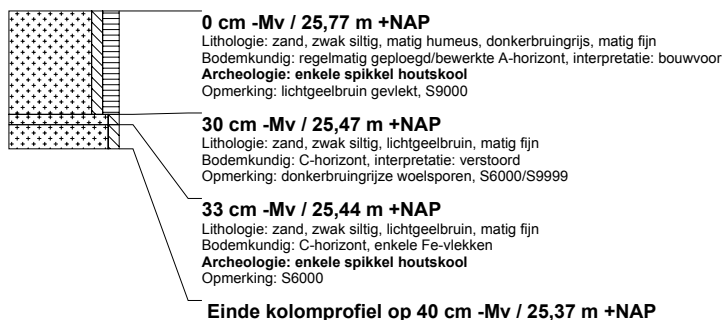 0 cm -Mv / 25,77 m +NAP
Lithologie: zand, zwak siltig, matig humeus, donkerbruingrijs, matig fijn
Bodemkundig: regelmatig geploegd/bewerkte A-horizont, interpretatie: bouwvoor
Archeologie: enkele spikkel houtskool
Opmerking: lichtgeelbruin gevlekt, S9000
30 cm -Mv / 25,47 m +NAP
Lithologie: zand, zwak siltig, lichtgeelbruin, matig fijn
Bodemkundig: C-horizont, interpretatie: verstoord
Opmerking: donkerbruingrijze woelsporen, S6000/S9999
33 cm -Mv / 25,44 m +NAP
Lithologie: zand, zwak siltig, lichtgeelbruin, matig fijn
Bodemkundig: C-horizont, enkele Fe-vlekken
Archeologie: enkele spikkel houtskool
Opmerking: S6000
Einde kolomprofiel op 40 cm -Mv / 25,37 m +NAP